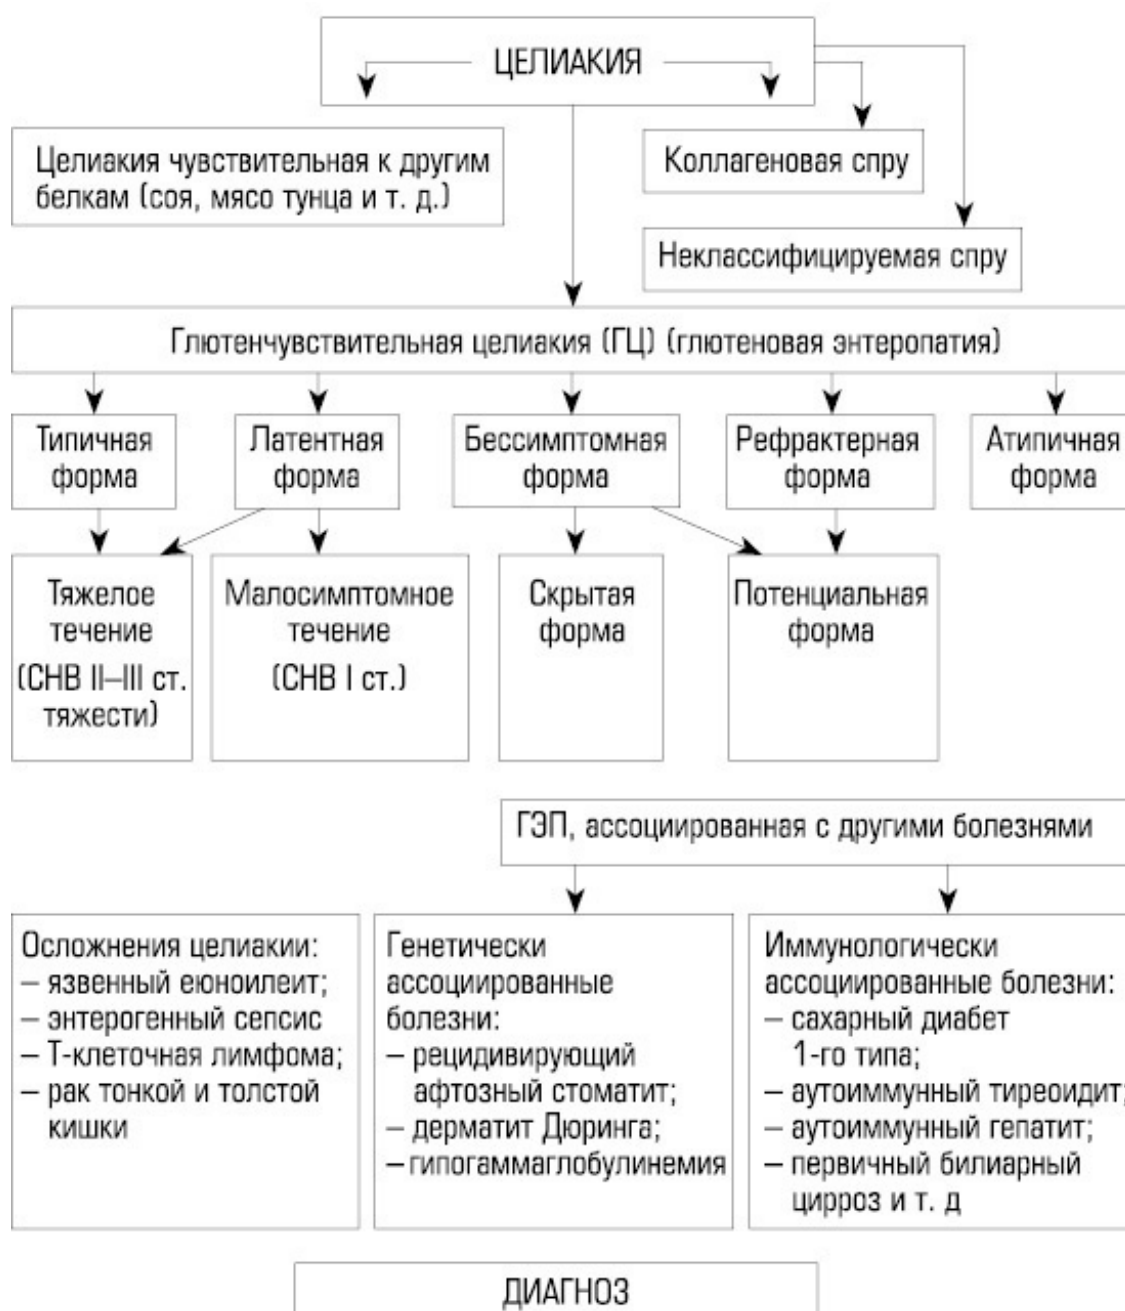 ЦЕЛИАКИЯ
Целиакия чувствительная к другим
белкам (соя, мясо тунца и т. д.)
Коллагеновая спру
Неклассифицируемая спру
Глютенчувствительная целиакия (ГЦ) (глютеновая энтеропатия)
Типичная
форма
Латентная
форма
Бессимптомная
форма
Рефрактерная
форма
Атипичная
форма
Тяжелое
течение
(СНВ II–III ст.
тяжести)
Малосимптомное
течение
(СНВ I ст.)
Скрытая
форма
Потенциальная
форма
ГЭП, ассоциированная с другими болезнями
Осложнения целиакии:
– язвенный еюноилеит;
– энтерогенный сепсис
– Т-клеточная лимфома;
– рак тонкой и толстой
кишки
Генетически
ассоциированные
болезни:
– рецидивирующий
афтозный стоматит;
– дерматит Дюринга;
– гипогаммаглобулинемия
Иммунологически
ассоциированные болезни:
– сахарный диабет
1-го типа;
– аутоиммунный тиреоидит;
– аутоиммунный гепатит;
– первичный билиарный
цирроз и т. д
ДИАГНОЗ